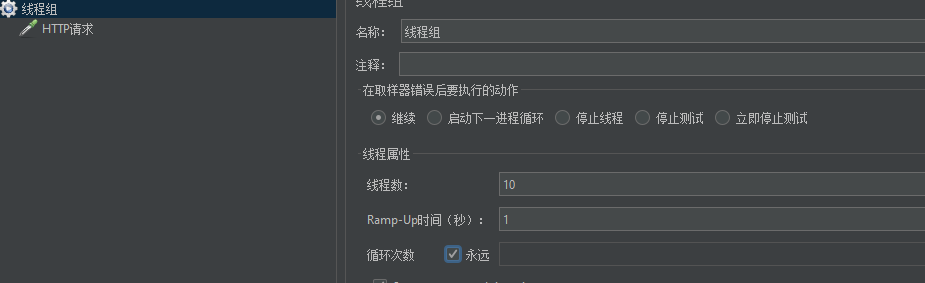 线程组
HTTP请求
线程组
名称：
线程组
注释：
在取样器错误后要执行的动作
继续 启动下一进程循环 停止线程 停止测试 立即停止测试
线程属性
线程数：
10
Ramp-Up时间（秒）：
1
循环次数 永远